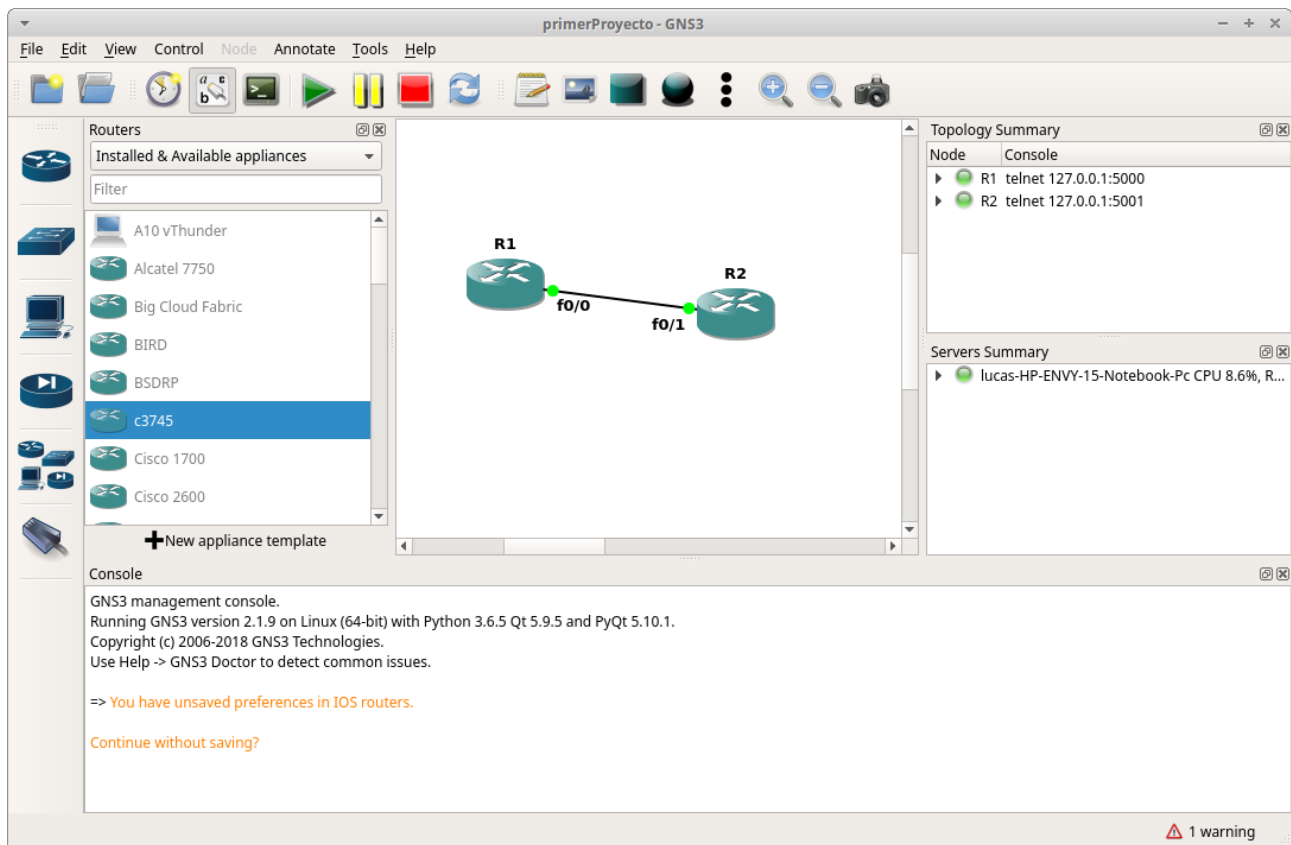 primerProyecto - GNS3
File Edit View Control Node Annotate Tools Help
Routers
Installed & Available appliances
Filter
A10 vThunder
Alcatel 7750
Big Cloud Fabric
BIRD
BSDRP
c3745
Cisco 1700
Cisco 2600
New appliance template
R1
f0/0
R2
f0/1
Topology Summary
Node Console
R1 telnet 127.0.0.1:5000
R2 telnet 127.0.0.1:5001
Servers Summary
lucas-HP-ENVY-15-Notebook-Pc CPU 8.6%, R...
Console
GNS3 management console.
Running GNS3 version 2.1.9 on Linux (64-bit) with Python 3.6.5 Qt 5.9.5 and PyQt 5.10.1.
Copyright (c) 2006-2018 GNS3 Technologies.
Use Help -> GNS3 Doctor to detect common issues.
=> You have unsaved preferences in IOS routers.
Continue without saving?
1 warning